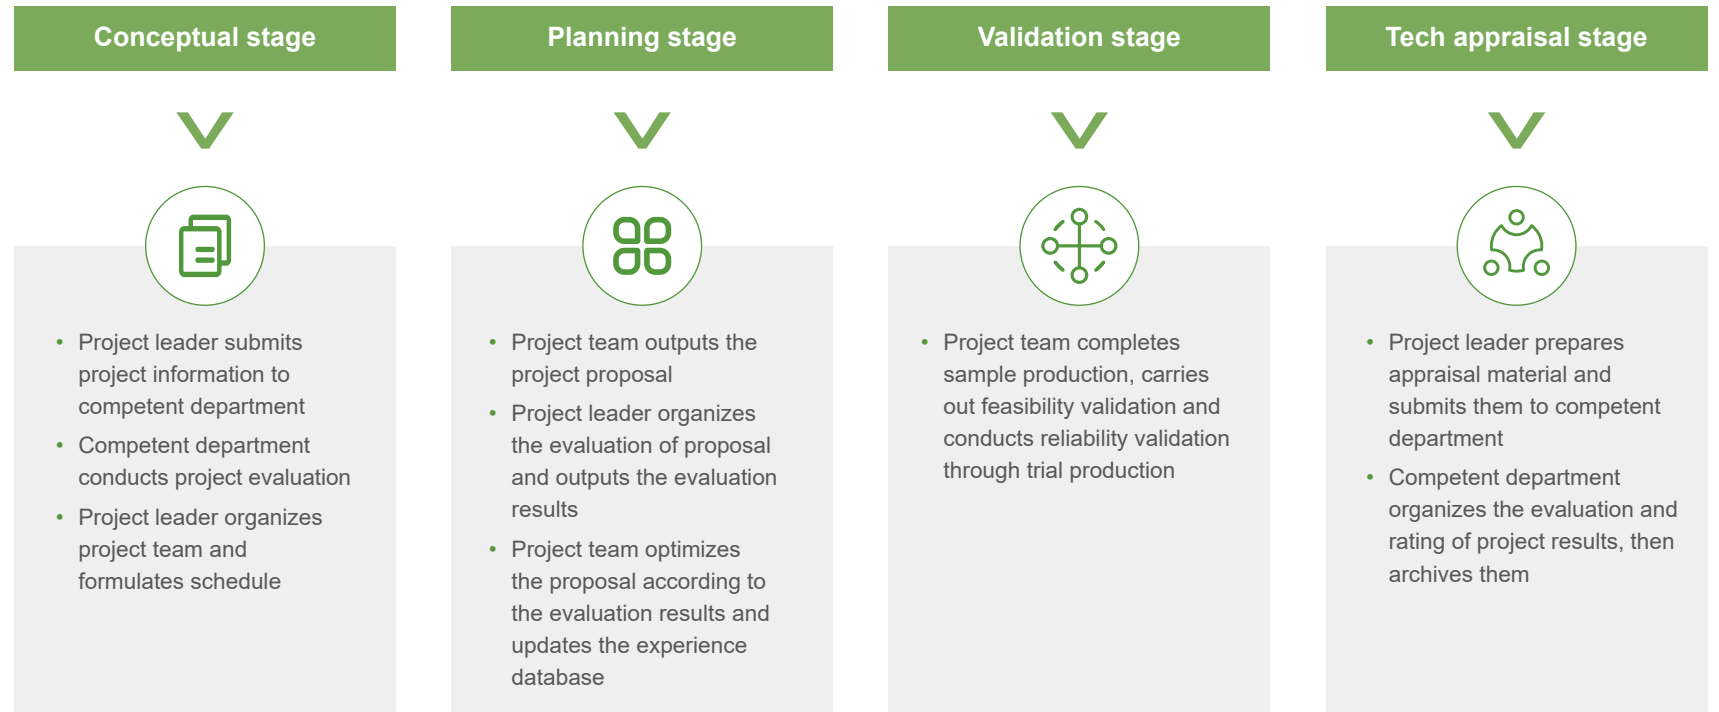 Conceptual stage
Project leader submits
project information to
competent department
Competent department
conducts project evaluation
Project leader organizes
project team and
formulates schedule
Planning stage
Project team outputs the
project proposal
Project leader organizes
the evaluation of proposal
and outputs the evaluation
results
Project team optimizes
the proposal according to
the evaluation results and
updates the experience
database
Validation stage
Project team completes
sample production, carries
out feasibility validation and
conducts reliability validation
through trial production
Tech appraisal stage
Project leader prepares
appraisal material and
submits them to competent
department
Competent department
organizes the evaluation and
rating of project results, then
archives them